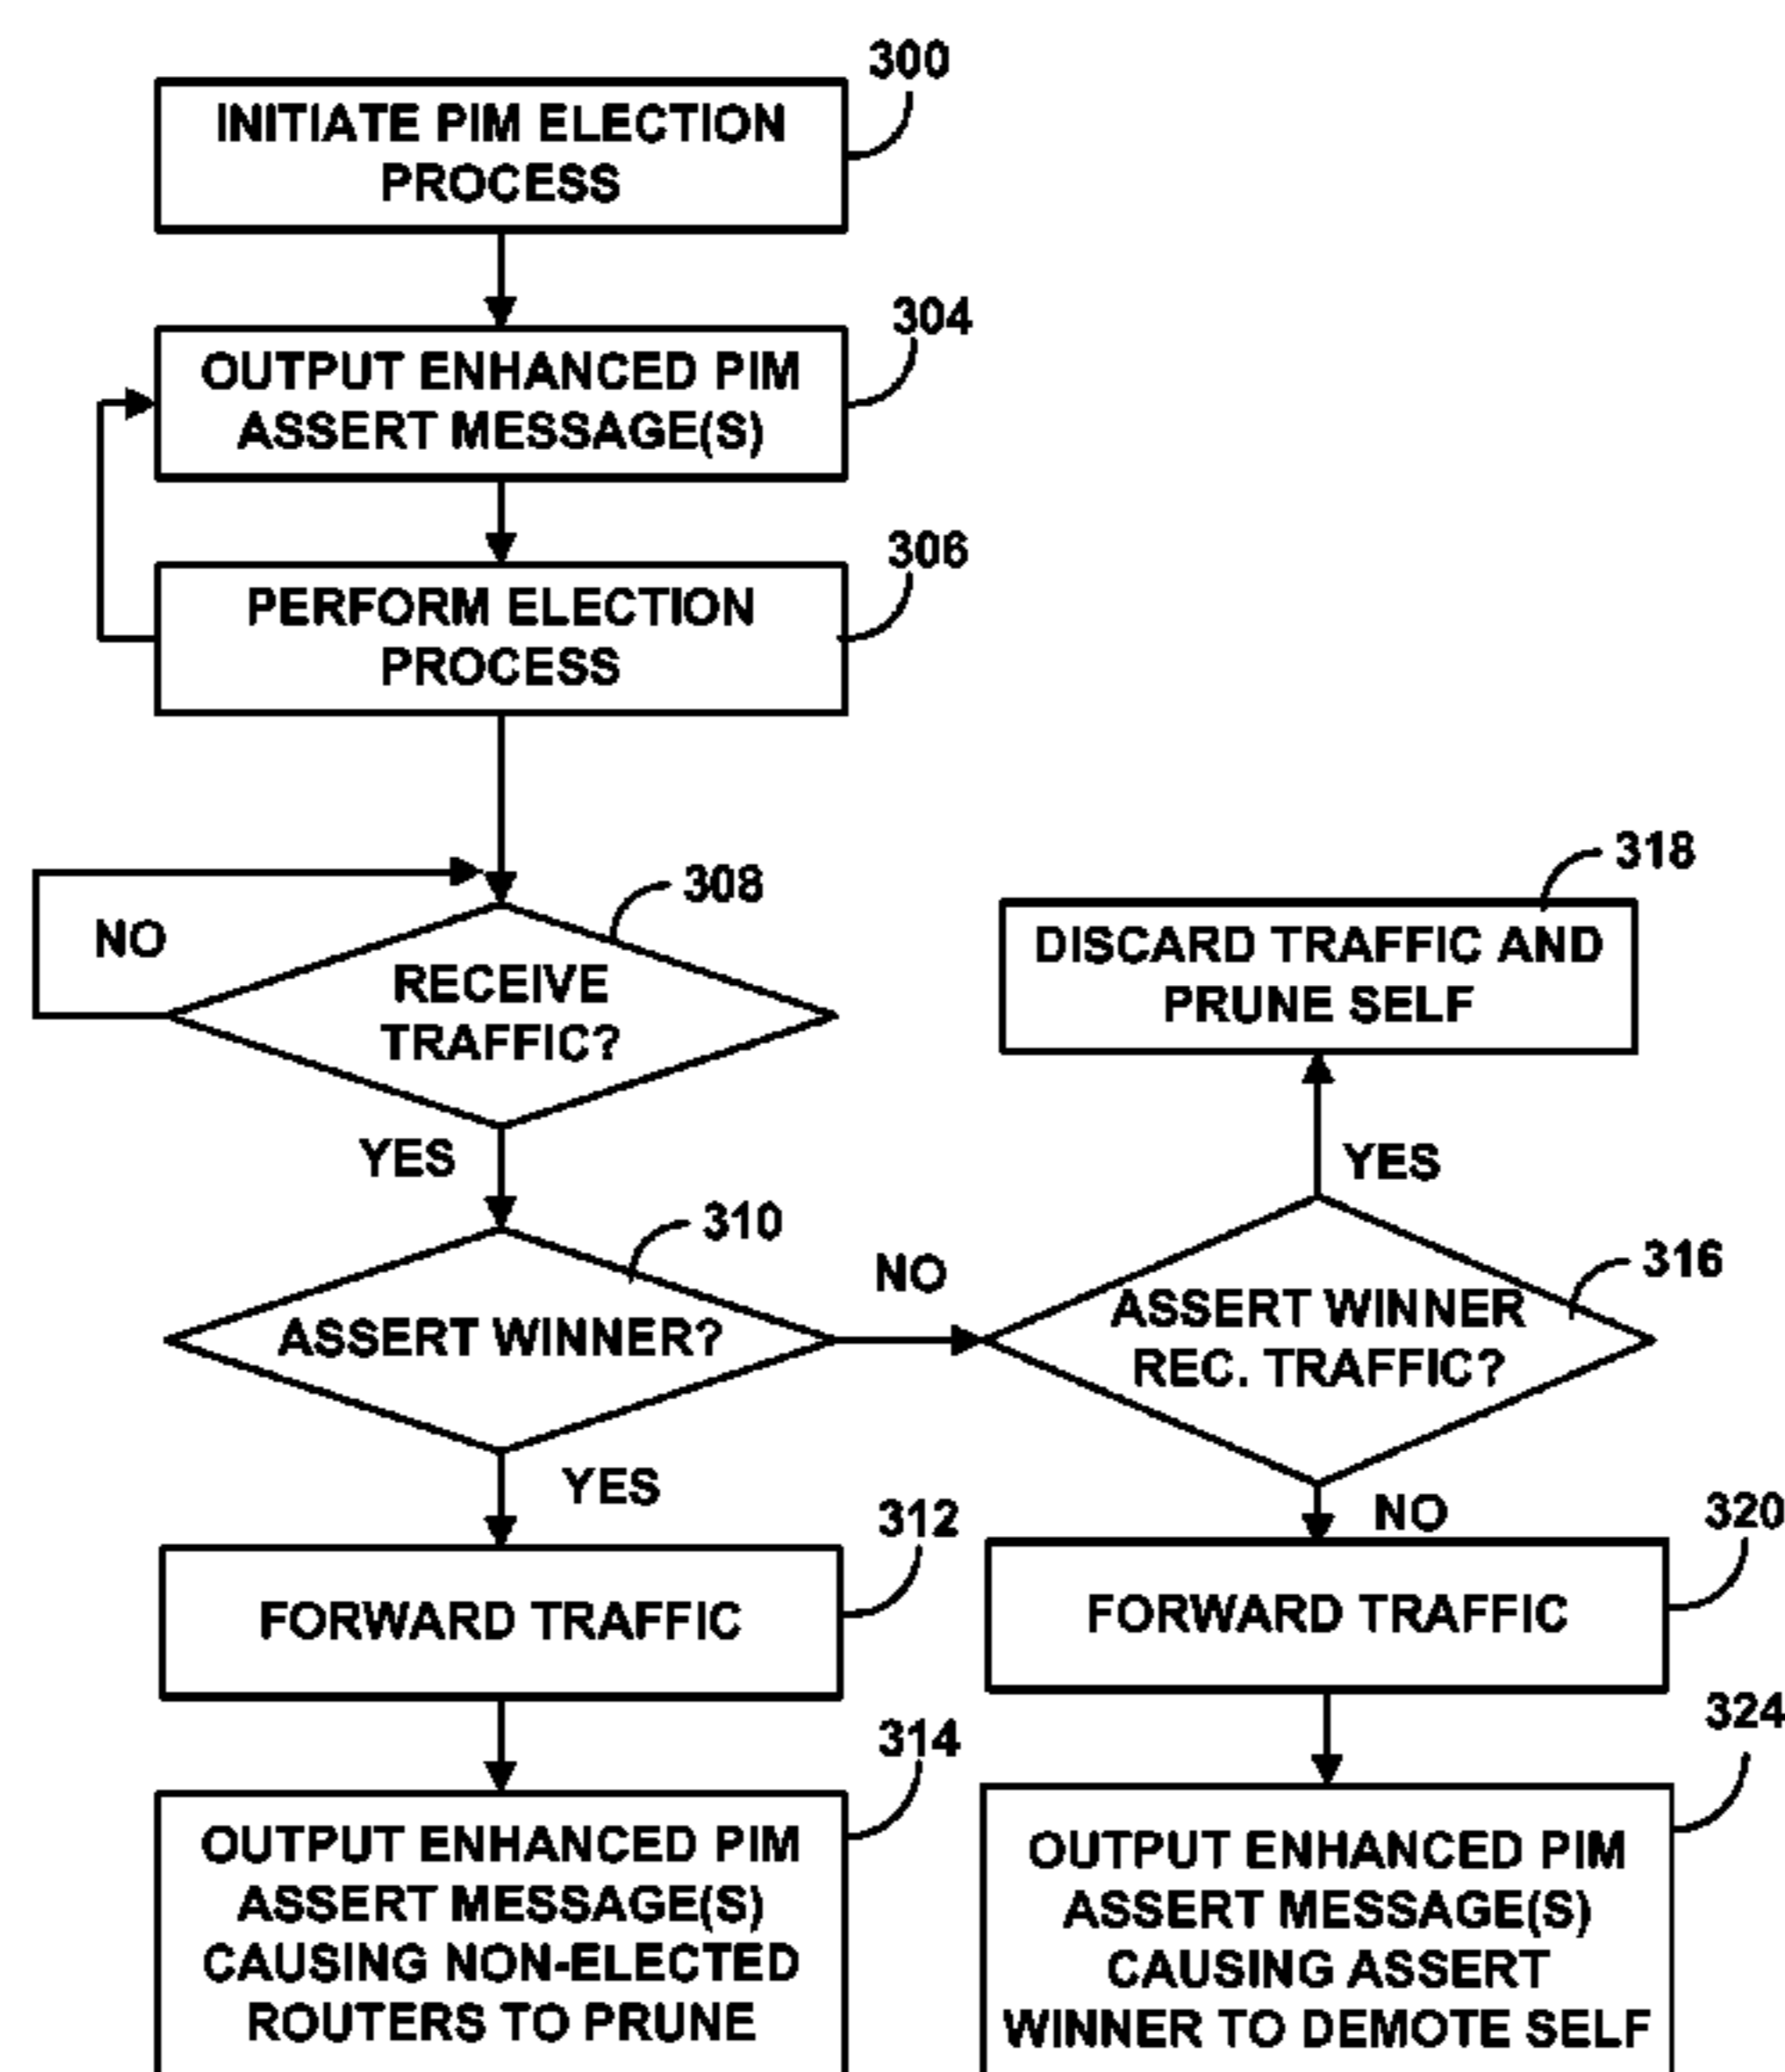 300
INITIATE PIM ELECTION
PROCESS
304
OUTPUT ENHANCED PIM
ASSERT MESSAGE(S)
306
PERFORM ELECTION
PROCESS
308
NO
RECEIVE
TRAFFIC?
YES
310
ASSERT WINNER?
NO
YES
312
FORWARD TRAFFIC
314
OUTPUT ENHANCED PIM
ASSERT MESSAGE(S)
CAUSING NON-ELECTED
ROUTERS TO PRUNE
318
DISCARD TRAFFIC AND
PRUNE SELF
YES
316
ASSERT WINNER
REC. TRAFFIC?
NO
320
FORWARD TRAFFIC
324
OUTPUT ENHANCED PIM
ASSERT MESSAGE(S)
CAUSING ASSERT
WINNER TO DEMOTE SELF